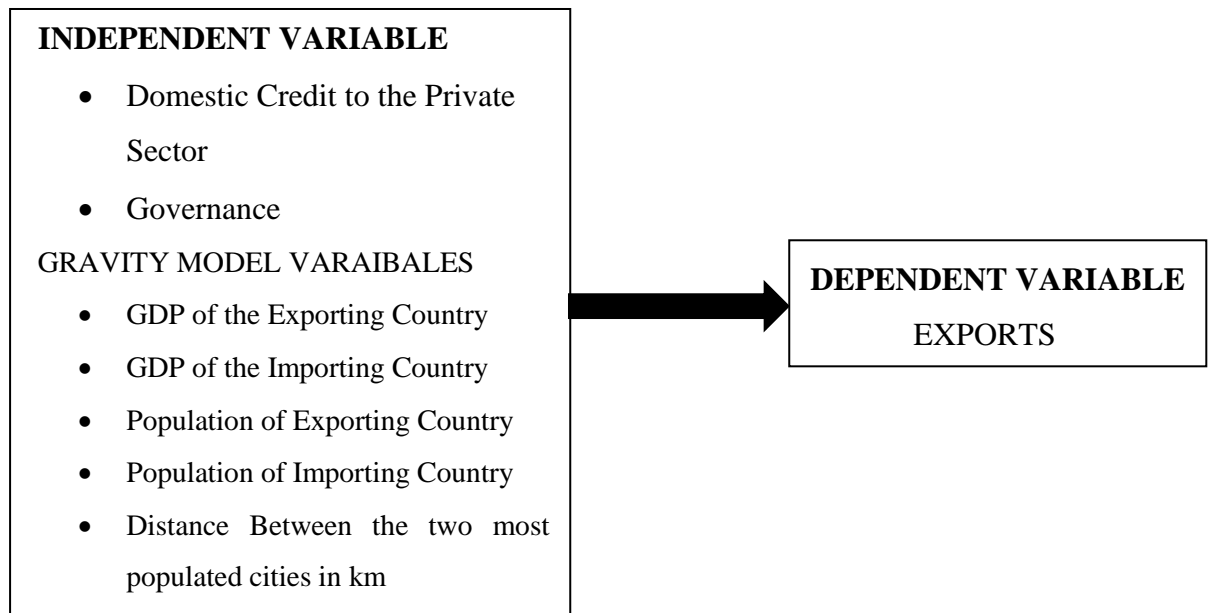 INDEPENDENT VARIABLE
• Domestic Credit to the Private
Sector
• Governance
GRAVITY MODEL VARAIBALES
• GDP of the Exporting Country
• GDP of the Importing Country
• Population of Exporting Country
• Population of Importing Country
• Distance Between the two most
populated cities in km
DEPENDENT VARIABLE
EXPORTS